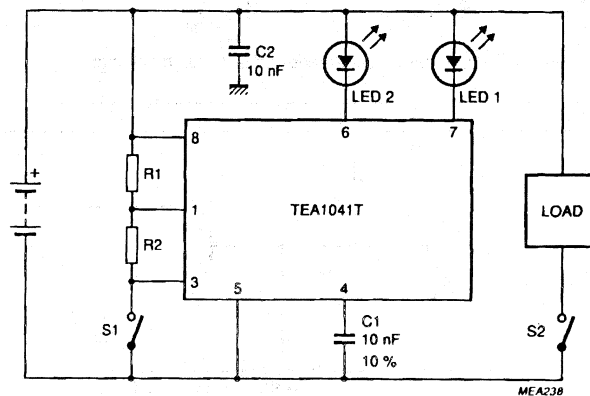 C2
10 nF
LED 2
LED 1
6
7
8
+
R1
1
TEA1041T
LOAD
R2
3
5
4
S1
C1
10 nF
10 %
S2
MEA238